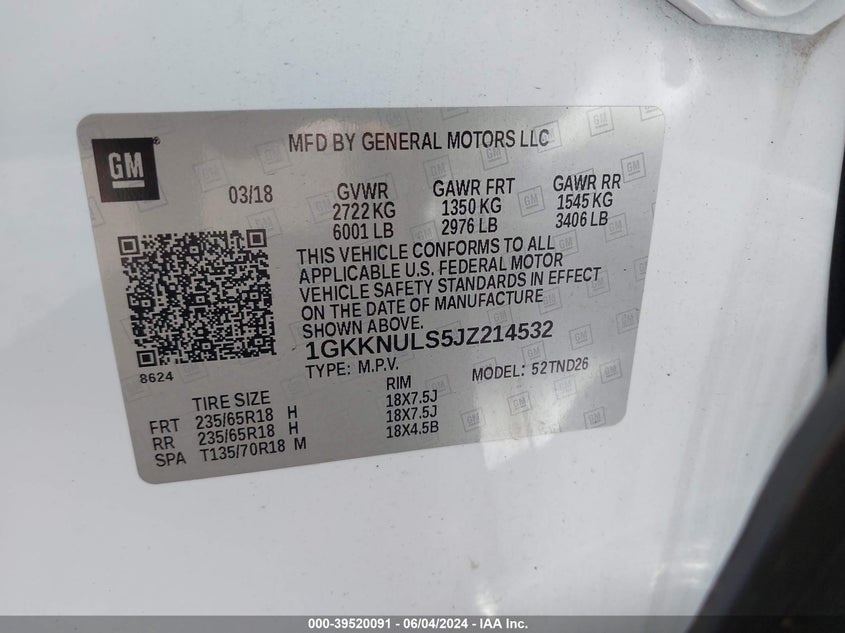 GM
MFD BY GENERAL MOTORS LLC
03/18
GVWR
2722 KG
6001 LB
GAWR FRT
1350 KG
2976 LB
GAWR RR
1545 KG
3406 LB
THIS VEHICLE CONFORMS TO ALL
APPLICABLE U.S. FEDERAL MOTOR
VEHICLE SAFETY STANDARDS IN EFFECT
ON THE DATE OF MANUFACTURE
SHOWN ABOVE.
1GKKNULS5JZ214532
8624
TYPE: M.P.V.
MODEL: 52TND26
TIRE SIZE RIM
FRT 235/65R18 H 18X7.5J
RR 235/65R18 H 18X7.5J
SPA T135/70R18 M 18X4.5B
000-39520091 - 06/04/2024 - IAA Inc.